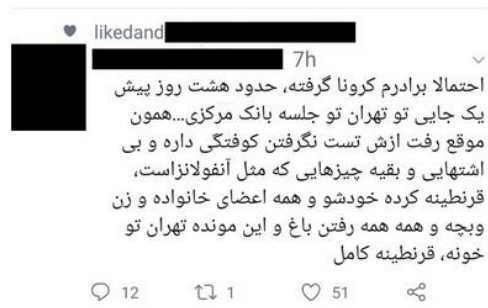 likedand
7h
احتمالا برادرم کرونا گرفته، حدود هشت روز پیش
یک جایی تو تهران تو جلسه بانک مرکزی...همون
موقع رفت ازش تست نگرفتن کوفتگی داره و بی
اشتهایی و بقیه چیزهایی که مثل آنفولانزاست،
قرنطینه کرده خودشو و همه اعضای خانواده و زن
وبچه و همه همه رفتن باغ و این مونده تهران تو
خونه، قرنطینه کامل
12 1 51